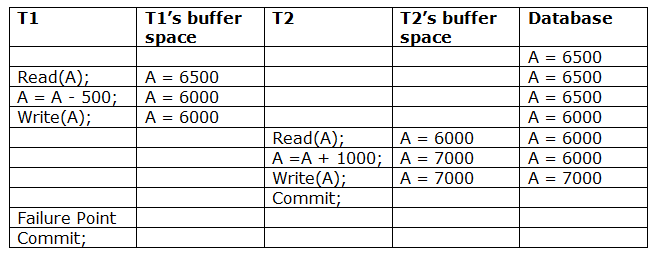 T1 T1’s buffer space T2 T2’s buffer space Database
A = 6500
Read(A); A = 6500 A = 6500
A = A - 500; A = 6000 A = 6500
Write(A); A = 6000 A = 6000
Read(A); A = 6000 A = 6000
A =A + 1000; A = 7000 A = 6000
Write(A); A = 7000 A = 7000
Commit;
Failure Point
Commit;